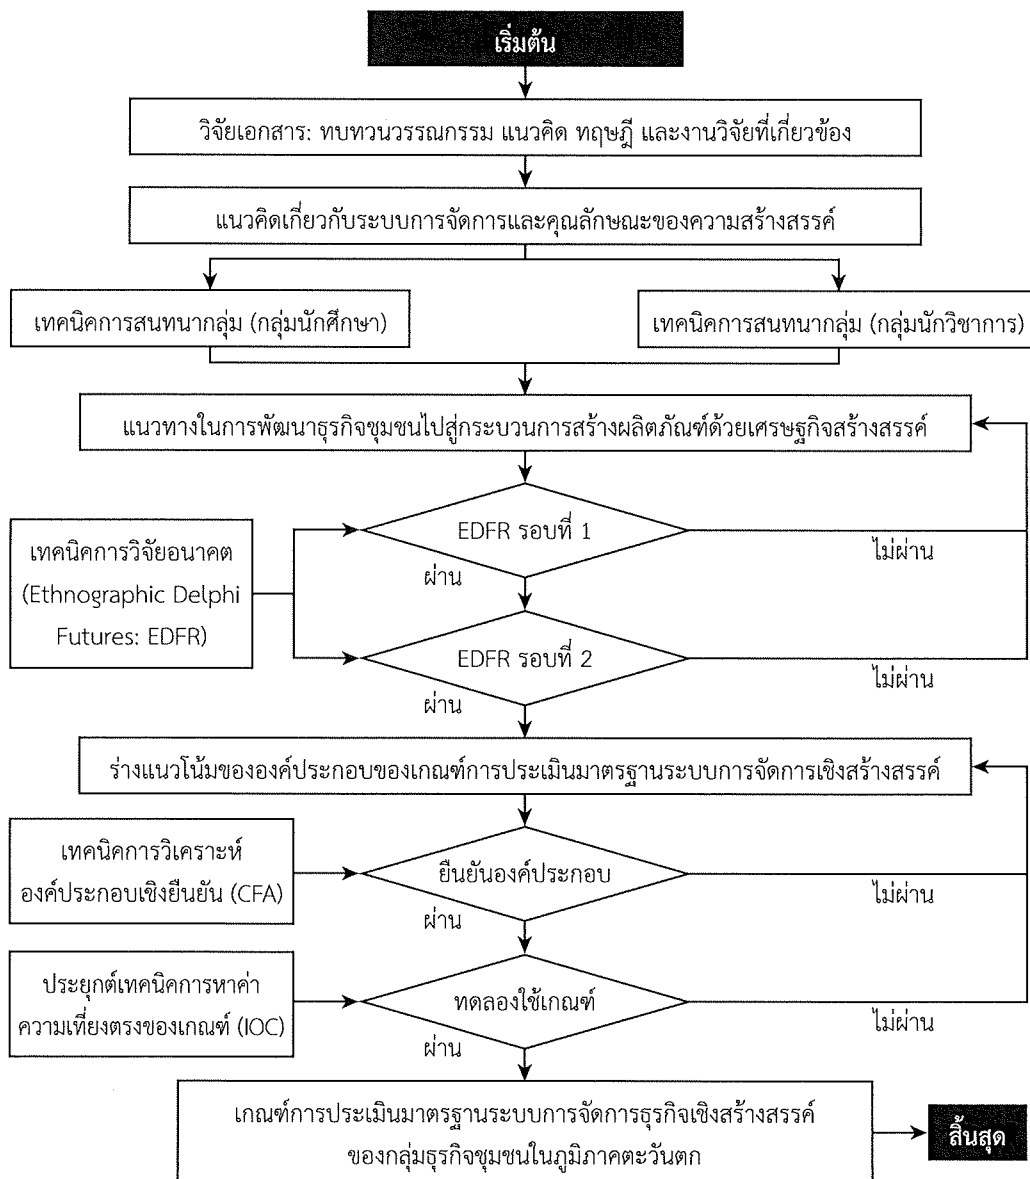 เริ่มต้น
วิจัยเอกสาร: ทบทวนวรรณกรรม แนวคิด ทฤษฎี และงานวิจัยที่เกี่ยวข้อง
แนวคิดเกี่ยวกับระบบการจัดการและคุณลักษณะของความสร้างสรรค์
เทคนิคการสนทนากลุ่ม (กลุ่มนักศึกษา)
เทคนิคการสนทนากลุ่ม (กลุ่มนักวิชาการ)
แนวทางในการพัฒนาธุรกิจชุมชนไปสู่กระบวนการสร้างผลิตภัณฑ์ด้วยเศรษฐกิจสร้างสรรค์
เทคนิคการวิจัยอนาคต
(Ethnographic Delphi
Futures: EDFR)
EDFR รอบที่ 1
ไม่ผ่าน
ผ่าน
EDFR รอบที่ 2
ไม่ผ่าน
ผ่าน
ร่างแนวโน้มขององค์ประกอบของเกณฑ์การประเมินมาตรฐานระบบการจัดการเชิงสร้างสรรค์
เทคนิคการวิเคราะห์
องค์ประกอบเชิงยืนยัน (CFA)
ยืนยันองค์ประกอบ
ไม่ผ่าน
ผ่าน
ประยุกต์เทคนิคการหาค่า
ความเที่ยงตรงของเกณฑ์ (IOC)
ทดลองใช้เกณฑ์
ไม่ผ่าน
ผ่าน
เกณฑ์การประเมินมาตรฐานระบบการจัดการธุรกิจเชิงสร้างสรรค์
ของกลุ่มธุรกิจชุมชนในภูมิภาคตะวันตก
สิ้นสุด